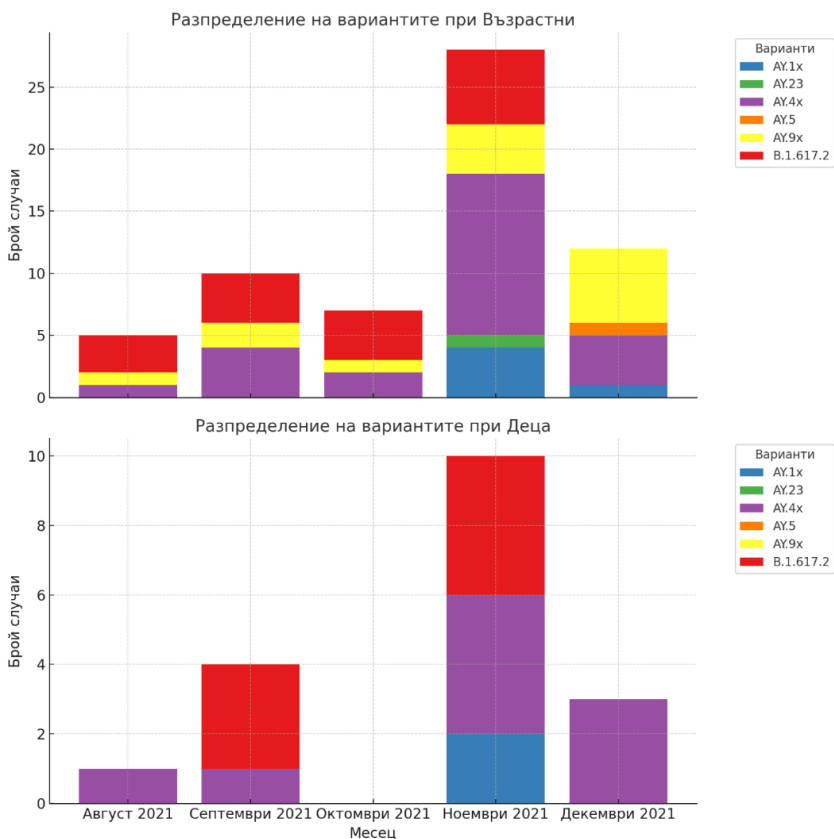 Разпределение на вариантите при Възрастни
Варианти
AY.1x
AY.23
AY.4x
AY.5
AY.9x
B.1.617.2
Брой случаи
25
20
15
10
5
0
Разпределение на вариантите при Деца
Варианти
AY.1x
AY.23
AY.4x
AY.5
AY.9x
B.1.617.2
Брой случаи
10
8
6
4
2
0
Август 2021 Септември 2021 Октомври 2021 Ноември 2021 Декември 2021
Месец